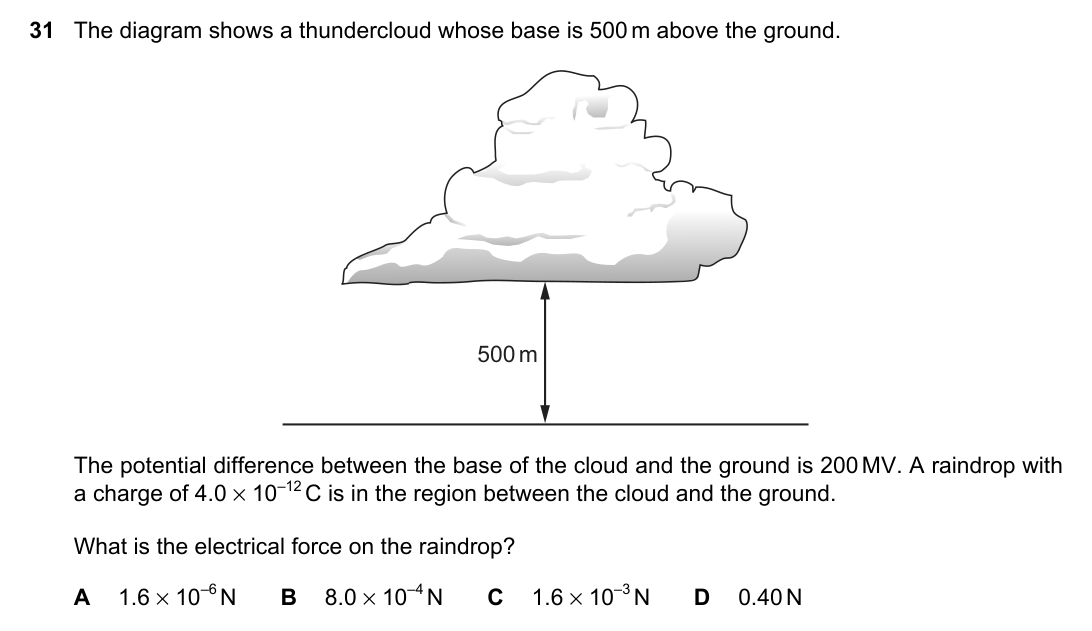 31 The diagram shows a thundercloud whose base is 500 m above the ground.
500 m
The potential difference between the base of the cloud and the ground is 200 MV. A raindrop with
a charge of 4.0 × 10⁻¹² C is in the region between the cloud and the ground.
What is the electrical force on the raindrop?
A 1.6 × 10⁻⁶ N B 8.0 × 10⁻⁴ N C 1.6 × 10⁻³ N D 0.40 N